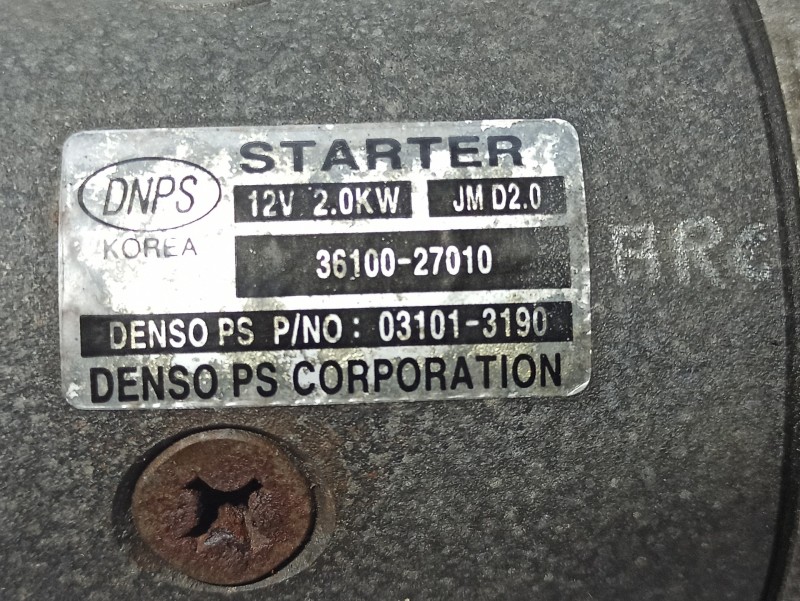 STARTER
DNPS
12V 2.0KW
JM D2.0
KOREA
36100-27010
DENSO PS P/NO: 03101-3190
DENSO PS CORPORATION